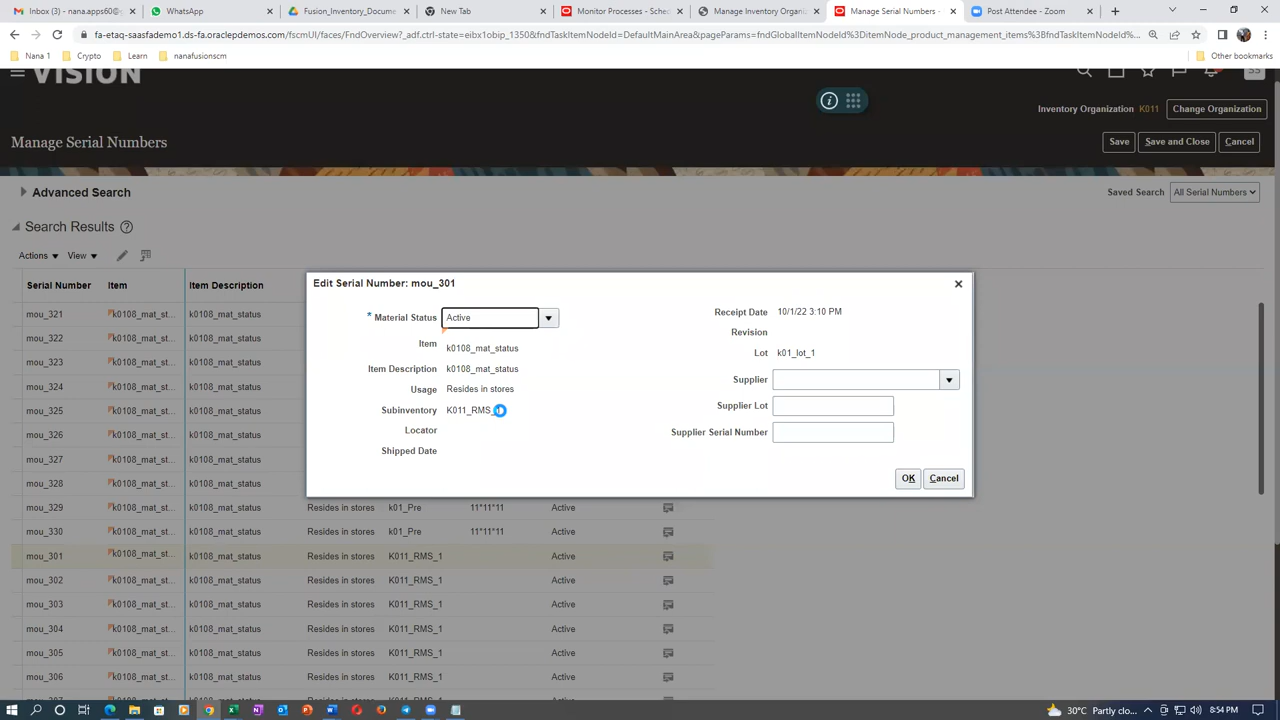 Inbox (3) - nana.apps60@gm
WhatsApp
Fusion_Inventory_Docume
New Tab
Monitor Processes - Sche
Manage Inventory Organiz
Manage Serial Numbers -
Post Attendee - Zoom
fa-etaq-saasfademo1.ds-fa.oraclepdemos.com/fscmUI/faces/FndOverview?_adf.ctrl-state=eibx1obip_1350&fndTaskItemNodeId=DefaultMainArea&pageParams=fndGlobalItemNodeId%3DitemNode_product_management_items%3BfndTaskItemNodeId%...
Nana 1
Crypto
Learn
nanafusionscm
Other bookmarks
VISION
SS
Inventory Organization K011 Change Organization
Manage Serial Numbers
Save Save and Close Cancel
Advanced Search
Saved Search All Serial Numbers
Search Results
Actions View
Serial Number Item Item Description
mou_321 k0108_mat_st... k0108_mat_status
mou_322 k0108_mat_st... k0108_mat_status
mou_323 k0108_mat_st... k0108_mat_status
mou_324 k0108_mat_st... k0108_mat_status
mou_325 k0108_mat_st... k0108_mat_status
mou_326 k0108_mat_st... k0108_mat_status
mou_327 k0108_mat_st... k0108_mat_status
mou_328 k0108_mat_st... k0108_mat_status
mou_329 k0108_mat_st... k0108_mat_status Resides in stores k01_Pre 11*11*11 Active
mou_330 k0108_mat_st... k0108_mat_status Resides in stores k01_Pre 11*11*11 Active
mou_301 k0108_mat_st... k0108_mat_status Resides in stores K011_RMS_1 Active
mou_302 k0108_mat_st... k0108_mat_status Resides in stores K011_RMS_1 Active
mou_303 k0108_mat_st... k0108_mat_status Resides in stores K011_RMS_1 Active
mou_304 k0108_mat_st... k0108_mat_status Resides in stores K011_RMS_1 Active
mou_305 k0108_mat_st... k0108_mat_status Resides in stores K011_RMS_1 Active
mou_306 k0108_mat_st... k0108_mat_status Resides in stores K011_RMS_1 Active
Edit Serial Number: mou_301
* Material Status Active
Item k0108_mat_status
Item Description k0108_mat_status
Usage Resides in stores
Subinventory K011_RMS_
Locator
Shipped Date
Receipt Date 10/1/22 3:10 PM
Revision
Lot k01_lot_1
Supplier
Supplier Lot
Supplier Serial Number
OK Cancel
30°C Partly clo...
8:54 PM